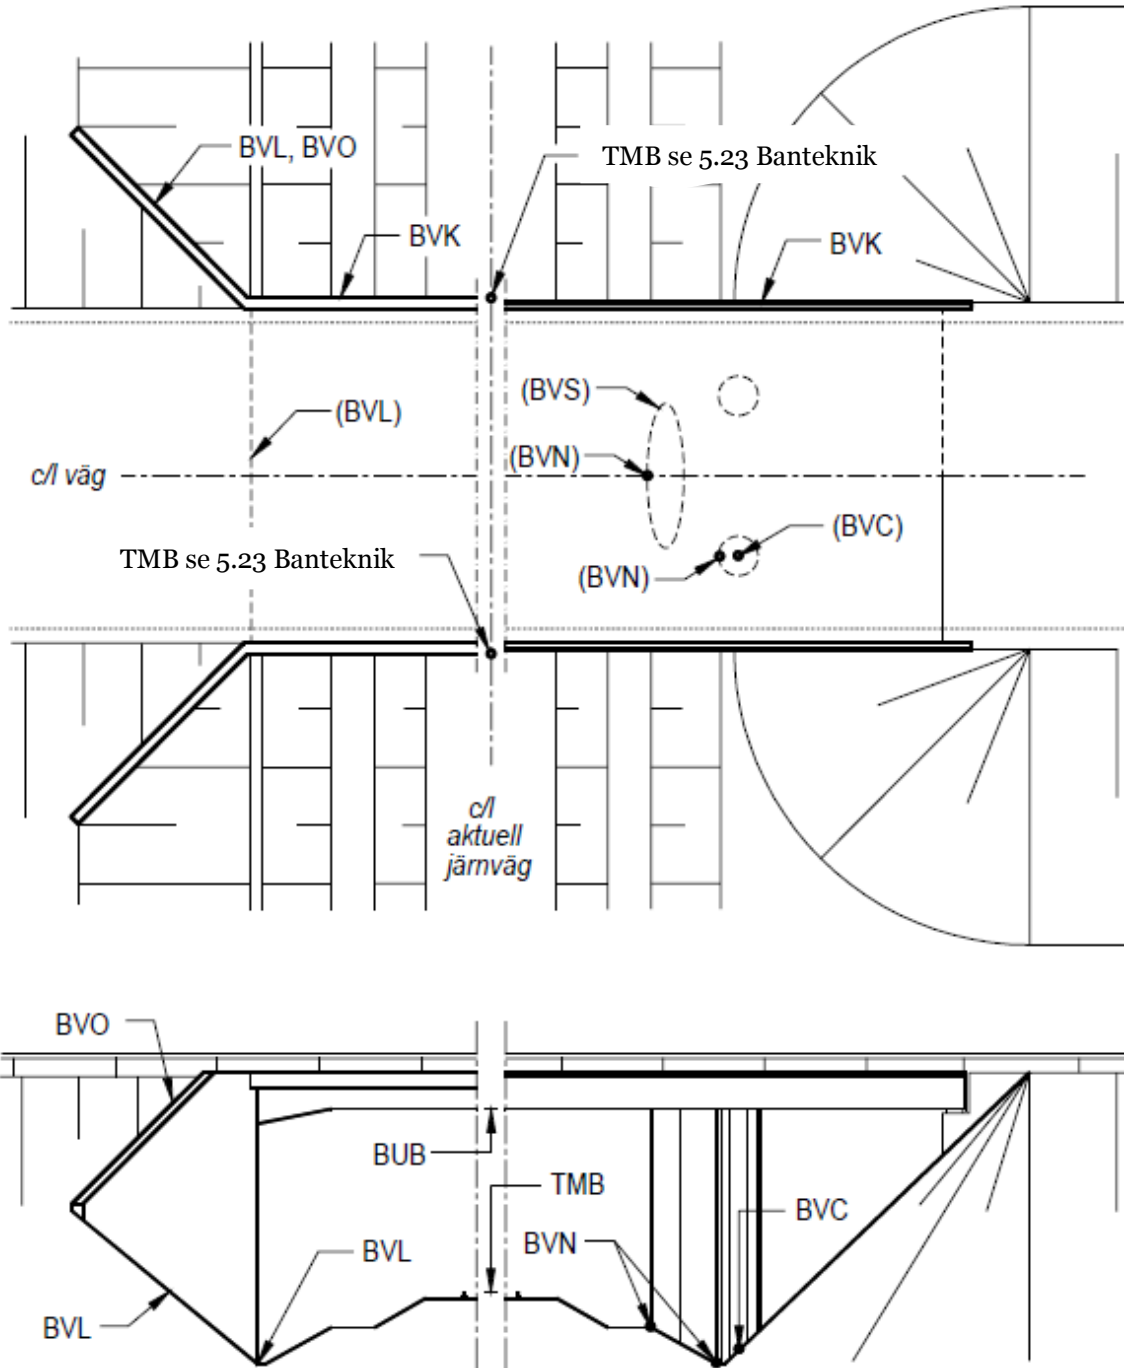 BVL, BVO
TMB se 5.23 Banteknik
BVK
BVK
(BVS)
(BVL)
(BVN)
c/l väg
(BVC)
TMB se 5.23 Banteknik
(BVN)
c/l
aktuell
järnväg
BVO
BUB
TMB
BVC
BVN
BVL
BVL